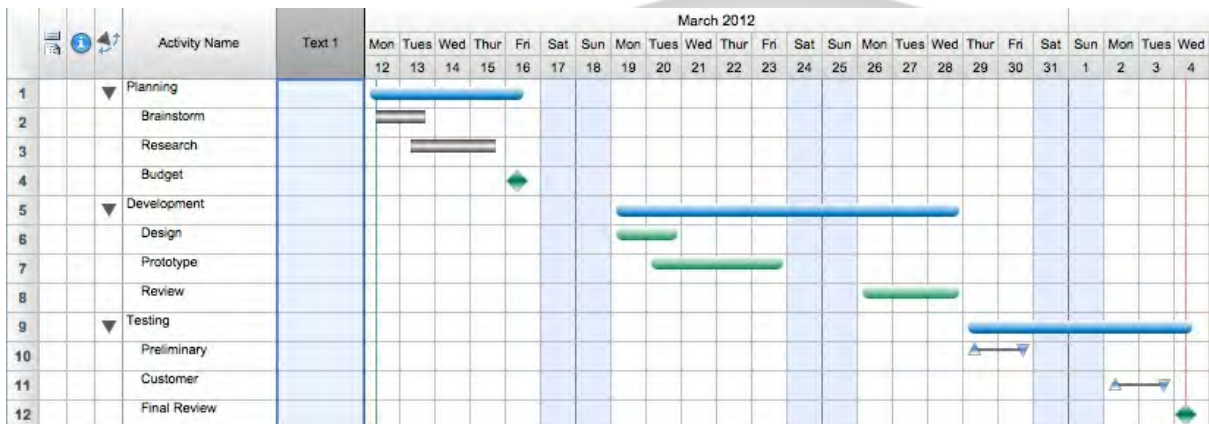 March 2012
Activity Name Text 1 Mon Tues Wed Thur Fri Sat Sun Mon Tues Wed Thur Fri Sat Sun Mon Tues Wed Thur Fri Sat Sun Mon Tues Wed
12 13 14 15 16 17 18 19 20 21 22 23 24 25 26 27 28 29 30 31 1 2 3 4
1 Planning
2 Brainstorm
3 Research
4 Budget
5 Development
6 Design
7 Prototype
8 Review
9 Testing
10 Preliminary
11 Customer
12 Final Review